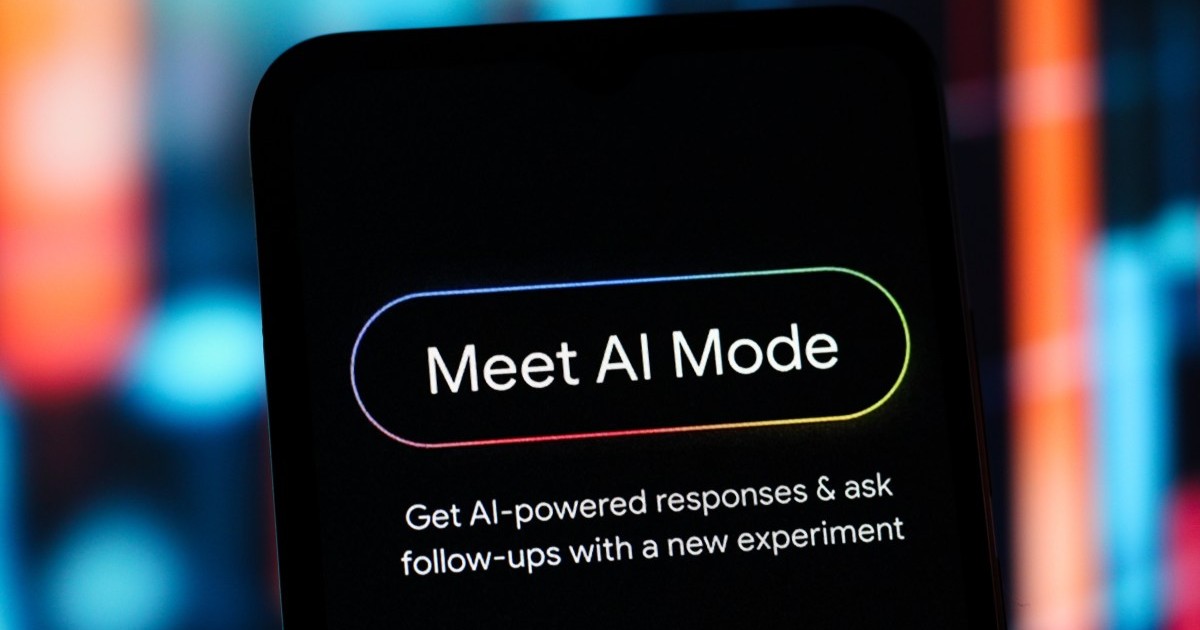 Meet AI Mode
Get AI-powered responses & ask
follow-ups with a new experiment